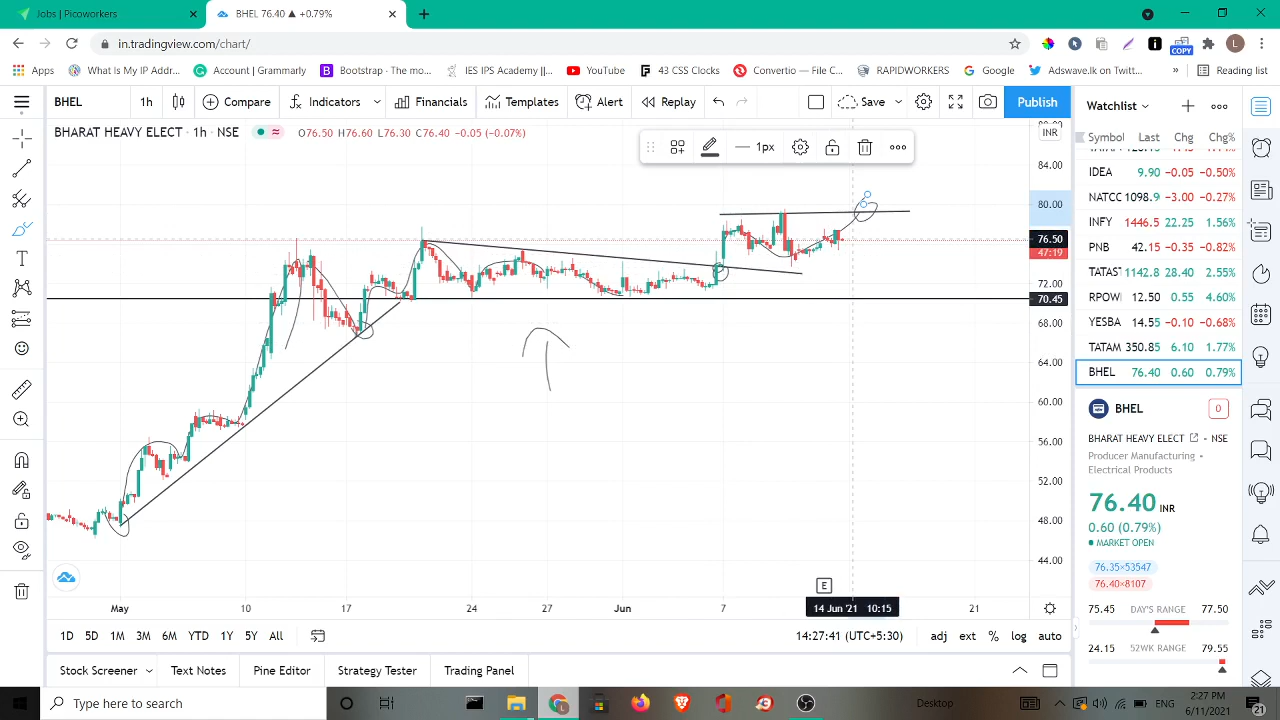 Jobs | Picoworkers
BHEL 76.40 ▲ +0.79%
in.tradingview.com/chart/
COPY
L
Apps
What Is My IP Addr...
Account | Grammarly
Bootstrap · The mo...
IES IPS Academy ||...
YouTube
43 CSS Clocks
Convertio — File C...
RAPIDWORKERS
Google
Adswave.lk on Twitt...
»
Reading list
BHEL
1h
Compare
Indicators
Financials
Templates
Alert
Replay
Save
Publish
Watchlist
BHARAT HEAVY ELECT · 1h · NSE
O76.50 H76.60 L76.30 C76.40 −0.05 (−0.07%)
1px
INR
84.00
80.00
76.50
47:19
72.00
70.45
68.00
64.00
60.00
56.00
52.00
48.00
44.00
E
May
10
17
24
27
Jun
7
14 Jun '21 10:15
21
1D 5D 1M 3M 6M YTD 1Y 5Y All
14:27:41 (UTC+5:30)
adj ext % log auto
Stock Screener
Text Notes
Pine Editor
Strategy Tester
Trading Panel
Symbol Last Chg Chg%
IDEA 9.90 −0.05 −0.50%
NATCC 1098.9 −3.00 −0.27%
INFY 1446.5 22.25 1.56%
PNB 42.15 −0.35 −0.82%
TATAST 1142.8 28.40 2.55%
RPOWI 12.50 0.55 4.60%
YESBA 14.55 −0.10 −0.68%
TATAM 350.85 6.10 1.77%
BHEL 76.40 0.60 0.79%
BHEL
0
BHARAT HEAVY ELECT · NSE
Producer Manufacturing ·
Electrical Products
76.40 INR
0.60 (0.79%)
MARKET OPEN
76.35×53547
76.40×8107
75.45 DAY'S RANGE 77.50
24.15 52WK RANGE 79.55
Type here to search
Desktop
ENG
2:27 PM
6/11/2021